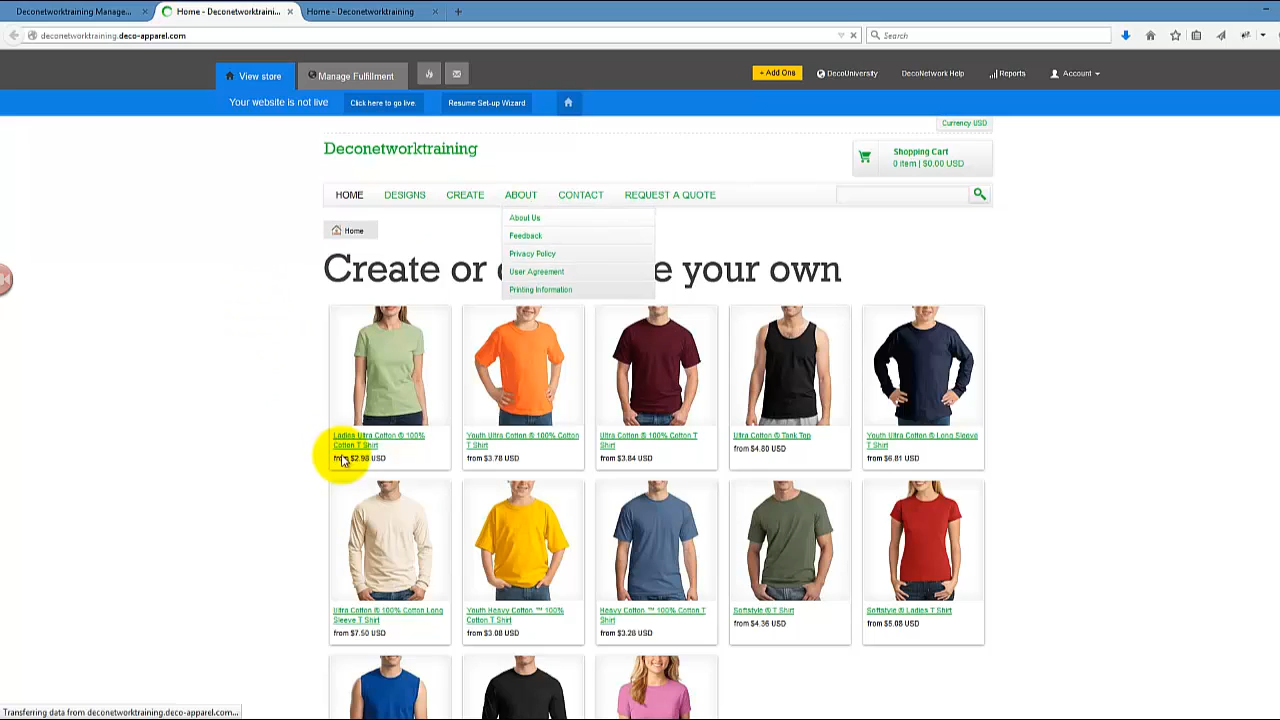 Deconetworktraining Manage...
Home - Deconetworktraini...
Home - Deconetworktraining
deconetworktraining.deco-apparel.com
Search
View store
Manage Fulfillment
+ Add Ons
DecoUniversity
DecoNetwork Help
Reports
Account
Your website is not live
Click here to go live.
Resume Set-up Wizard
Currency USD
Deconetworktraining
Shopping Cart
0 item | $0.00 USD
HOME
DESIGNS
CREATE
ABOUT
CONTACT
REQUEST A QUOTE
About Us
Feedback
Privacy Policy
User Agreement
Printing Information
Home
Create or e your own
Ladies Ultra Cotton ® 100%
Cotton T Shirt
from $2.98 USD
Youth Ultra Cotton ® 100% Cotton
T Shirt
from $3.78 USD
Ultra Cotton ® 100% Cotton T
Shirt
from $3.84 USD
Ultra Cotton ® Tank Top
from $4.80 USD
Youth Ultra Cotton ® Long Sleeve
T Shirt
from $6.81 USD
Ultra Cotton ® 100% Cotton Long
Sleeve T Shirt
from $7.50 USD
Youth Heavy Cotton ™ 100%
Cotton T Shirt
from $3.08 USD
Heavy Cotton ™ 100% Cotton T
Shirt
from $3.28 USD
Softstyle ® T Shirt
from $4.36 USD
Softstyle ® Ladies T Shirt
from $5.08 USD
Transferring data from deconetworktraining.deco-apparel.com...